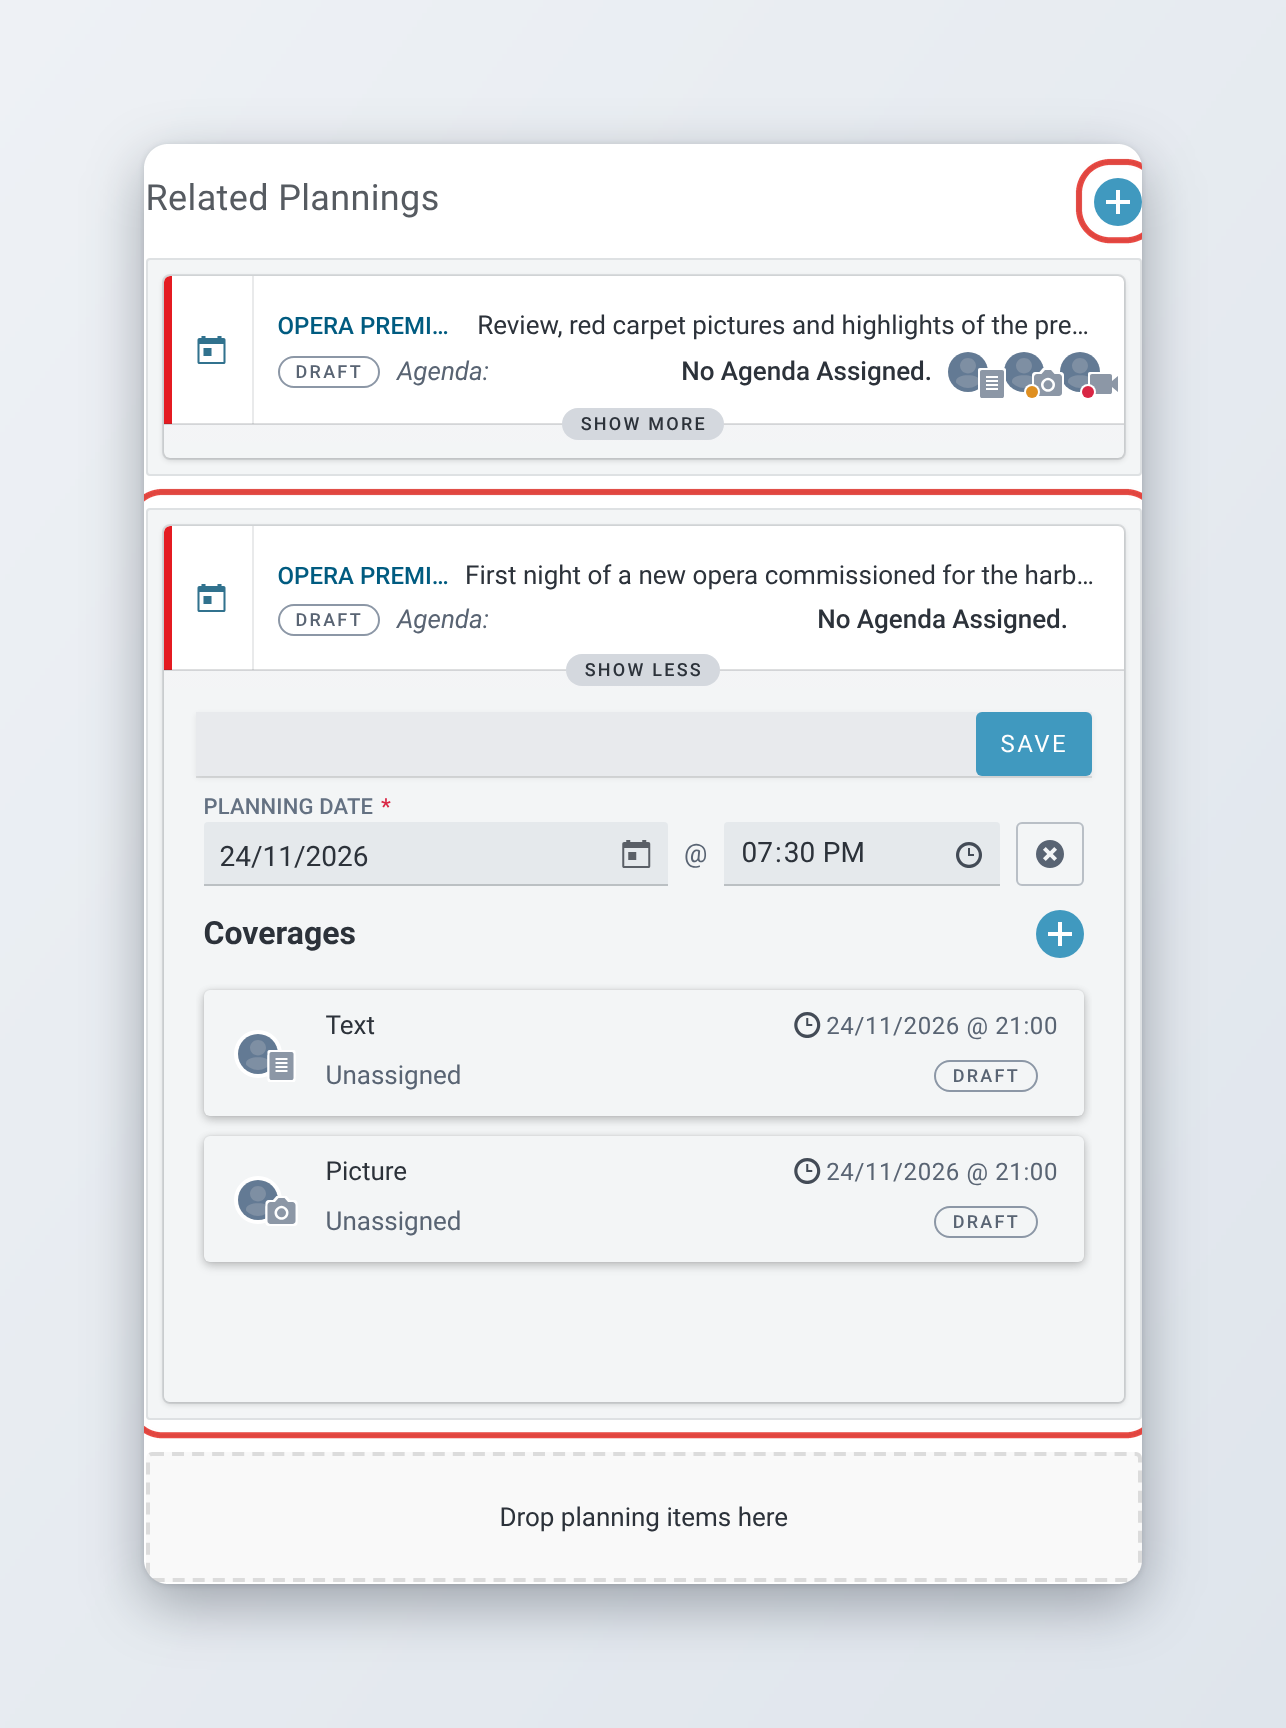 Related Plannings
OPERA PREMI... Review, red carpet pictures and highlights of the pre...
DRAFT Agenda: No Agenda Assigned.
SHOW MORE
OPERA PREMI... First night of a new opera commissioned for the harb...
DRAFT Agenda: No Agenda Assigned.
SHOW LESS
SAVE
PLANNING DATE *
24/11/2026 @ 07:30 PM
Coverages
Text 24/11/2026 @ 21:00
Unassigned DRAFT
Picture 24/11/2026 @ 21:00
Unassigned DRAFT
Drop planning items here